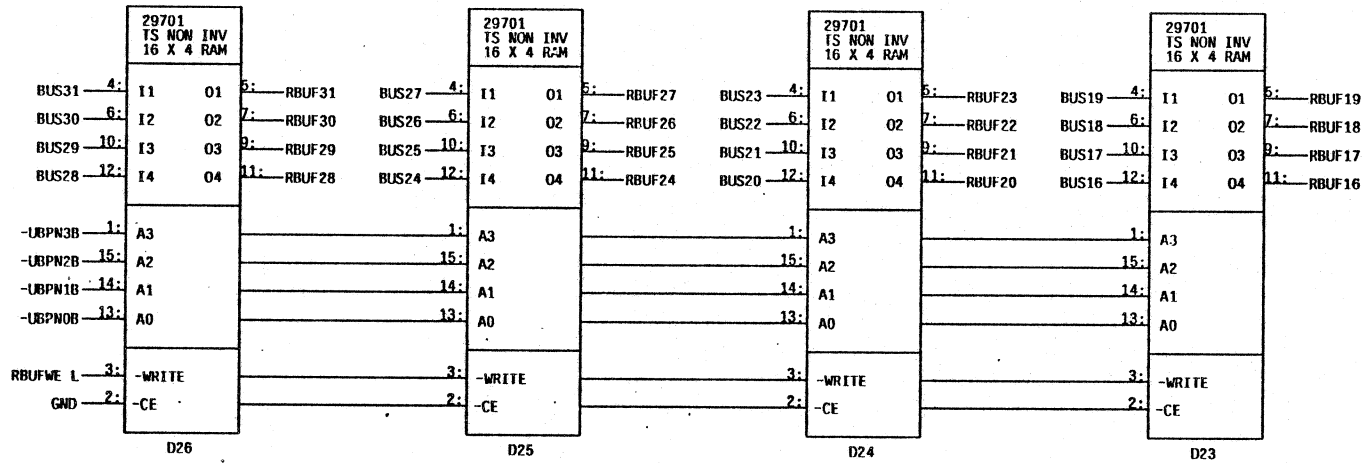 29701 29701 29701 29701
TS NON INV TS NON INV TS NON INV TS NON INV
16 X 4 RAM 16 X 4 RAM 16 X 4 RAM 16 X 4 RAM
BUS31 4: I1 O1 5: RBUF31 BUS27 4: I1 O1 5: RBUF27 BUS23 4: I1 O1 5: RBUF23 BUS19 4: I1 O1 5: RBUF19
BUS30 6: I2 O2 7: RBUF30 BUS26 6: I2 O2 7: RBUF26 BUS22 6: I2 O2 7: RBUF22 BUS18 6: I2 O2 7: RBUF18
BUS29 10: I3 O3 9: RBUF29 BUS25 10: I3 O3 9: RBUF25 BUS21 10: I3 O3 9: RBUF21 BUS17 10: I3 O3 9: RBUF17
BUS28 12: I4 O4 11: RBUF28 BUS24 12: I4 O4 11: RBUF24 BUS20 12: I4 O4 11: RBUF20 BUS16 12: I4 O4 11: RBUF16
-UBPN3B 1: A3 1: A3 1: A3 1: A3
-UBPN2B 15: A2 15: A2 15: A2 15: A2
-UBPN1B 14: A1 14: A1 14: A1 14: A1
-UBPN0B 13: A0 13: A0 13: A0 13: A0
RBUFWE L 3: -WRITE 3: -WRITE 3: -WRITE 3: -WRITE
GND 2: -CE 2: -CE 2: -CE 2: -CE
D26 D25 D24 D23